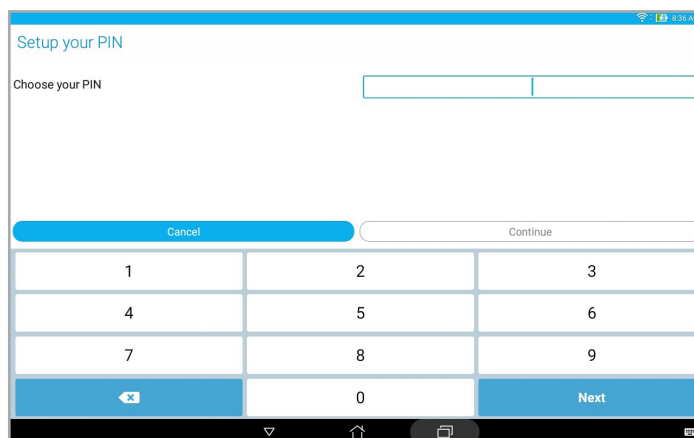 8:36 A
Setup your PIN
Choose your PIN
Cancel Continue
1 2 3
4 5 6
7 8 9
0 Next